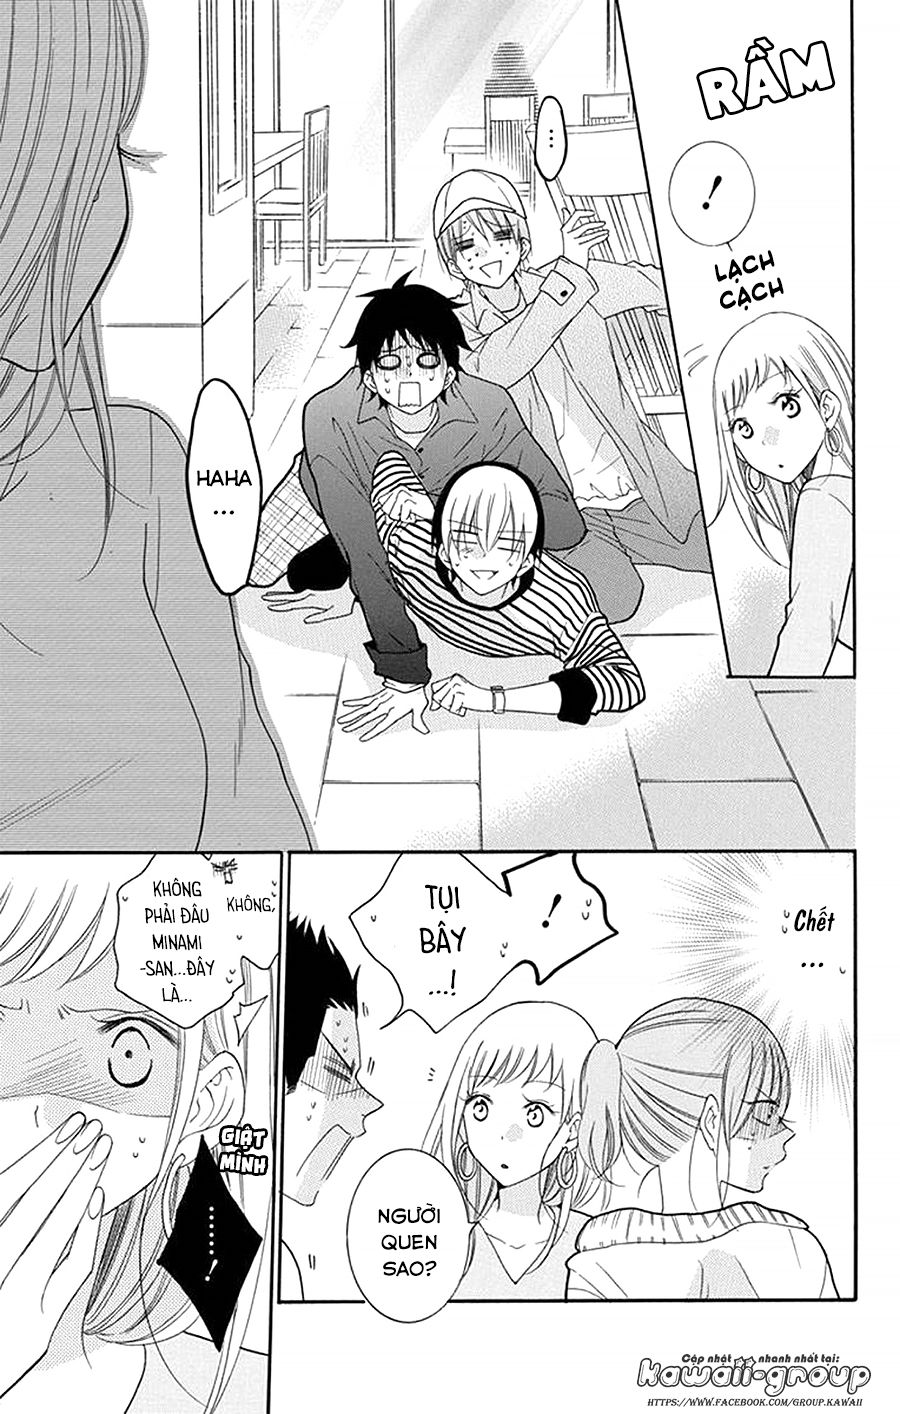 RẦM
!
LẠCH
CẠCH
...
HAHA
...
Chết
...
!
TỤI
BÂY
...!
NGƯỜI
QUEN
SAO?
KHÔNG,
KHÔNG
PHẢI ĐÂU
MINAMI
-SAN...ĐÂY
LÀ...
GIẬT
MÌNH
......!
Cập nhật nhanh nhất tại:
kawaii-group
HTTPS://WWW.FACEBOOK.COM/GROUP.KAWAII